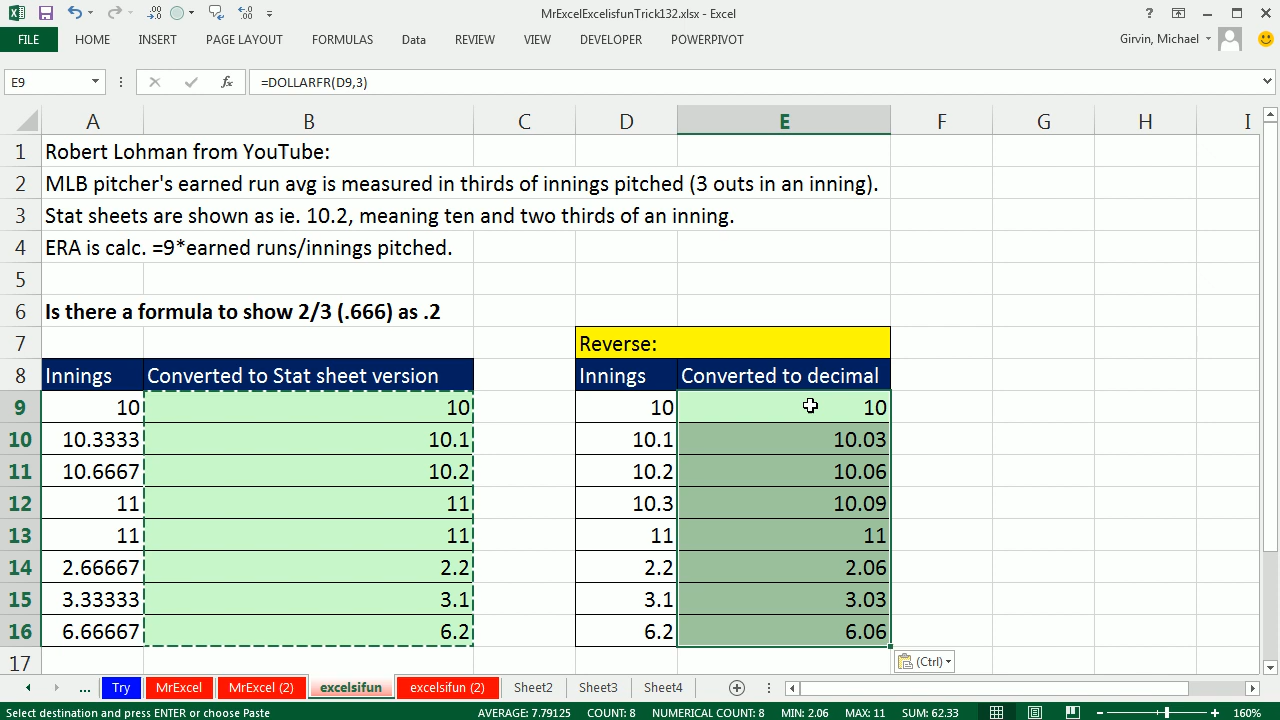 MrExcelExcelisfunTrick132.xlsx - Excel
FILE HOME INSERT PAGE LAYOUT FORMULAS Data REVIEW VIEW DEVELOPER POWERPIVOT Girvin, Michael
E9 fx =DOLLARFR(D9,3)
A B C D E F G H I
1 Robert Lohman from YouTube:
2 MLB pitcher's earned run avg is measured in thirds of innings pitched (3 outs in an inning).
3 Stat sheets are shown as ie. 10.2, meaning ten and two thirds of an inning.
4 ERA is calc. =9*earned runs/innings pitched.
5
6 Is there a formula to show 2/3 (.666) as .2
7 Reverse:
8 Innings Converted to Stat sheet version Innings Converted to decimal
9 10 10 10 10
10 10.3333 10.1 10.1 10.03
11 10.6667 10.2 10.2 10.06
12 11 11 10.3 10.09
13 11 11 11 11
14 2.66667 2.2 2.2 2.06
15 3.33333 3.1 3.1 3.03
16 6.66667 6.2 6.2 6.06
17 (Ctrl)
... Try MrExcel MrExcel (2) excelsifun excelsifun (2) Sheet2 Sheet3 Sheet4
Select destination and press ENTER or choose Paste AVERAGE: 7.79125 COUNT: 8 NUMERICAL COUNT: 8 MIN: 2.06 MAX: 11 SUM: 62.33 160%